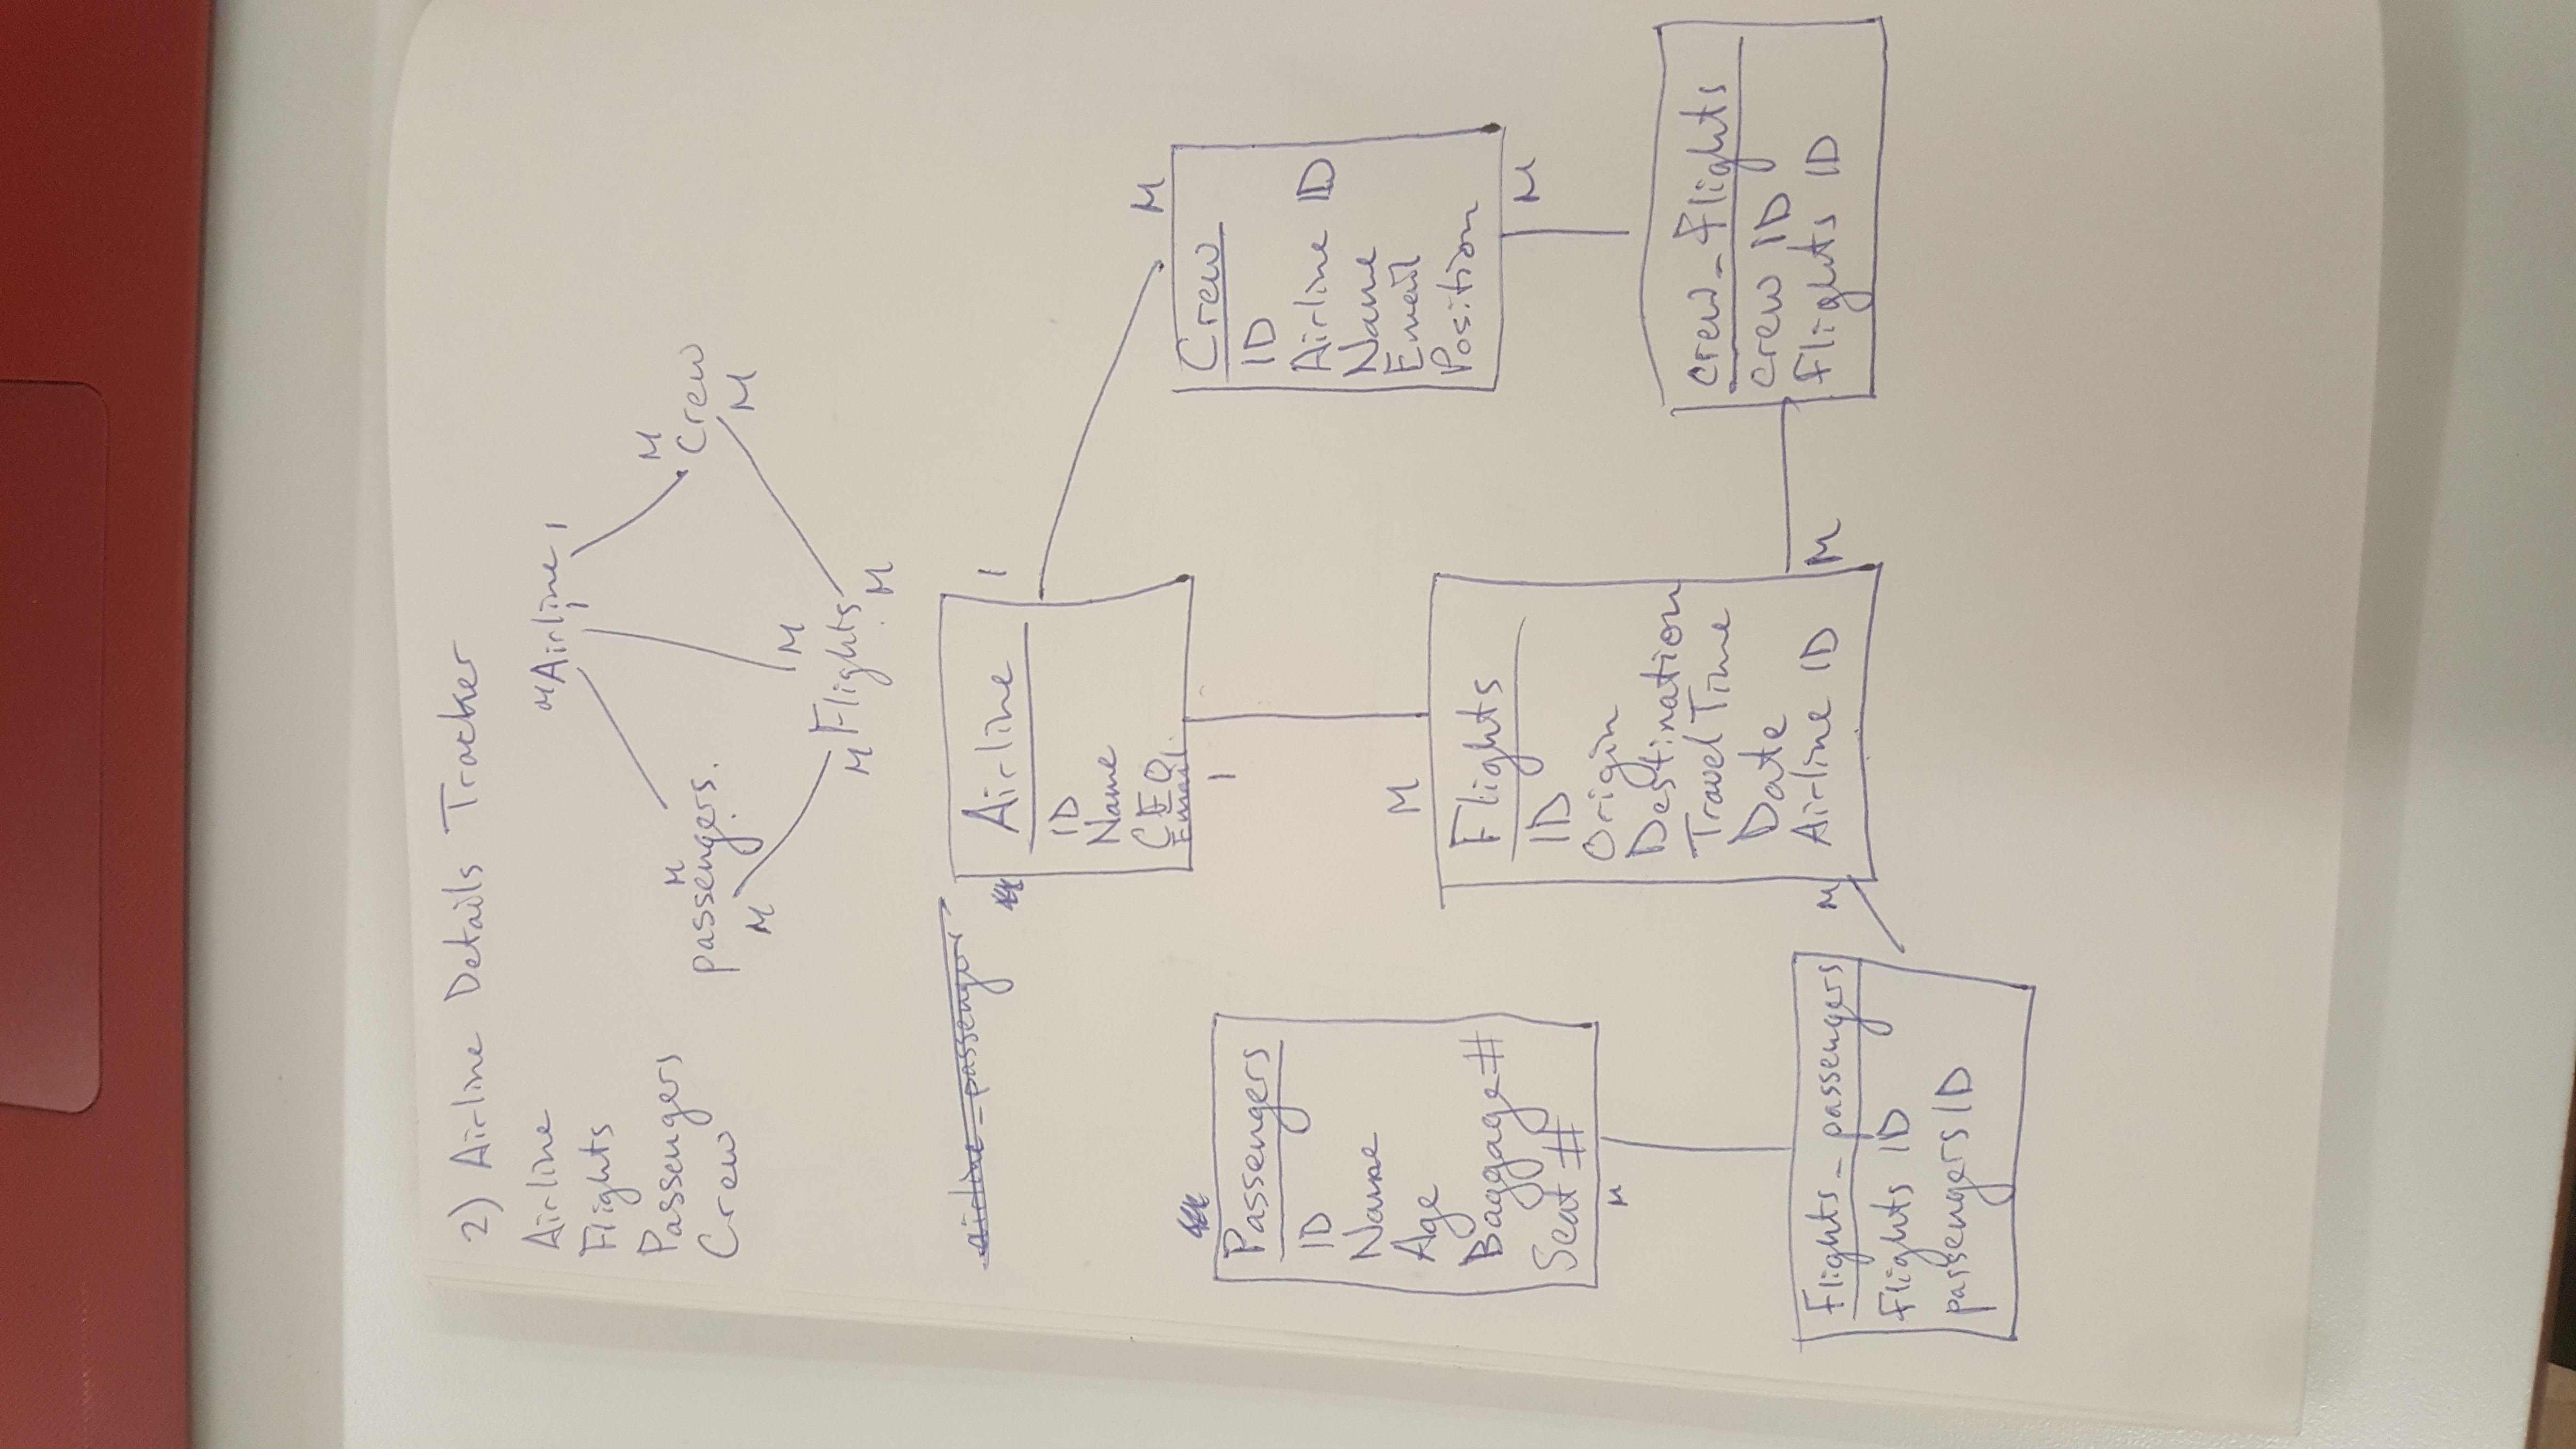 2) Airline Details Tracker
Airline
Flights
Passengers
Crew
M Airline 1
1
M
passengers.
M
M
Crew
M
M
M Flights
M
airline_passenger
Airline
1
ID
Name
CEO
Email
1
M
Passengers
ID
Name
Age
Baggage#
Seat #
M
Crew
ID
Airline ID
Name
Email
Position
M
M
Flights
ID
Origin
Destination
Travel Time
Date
Airline ID
M
M
crew_flights
crew ID
flights ID
Flights_passengers
flights ID
passengers ID